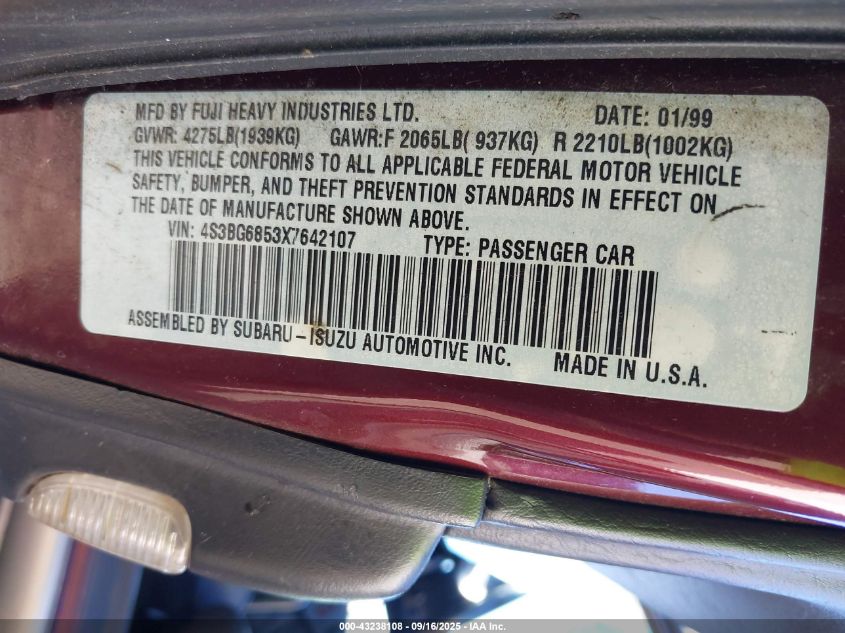 MFD BY FUJI HEAVY INDUSTRIES LTD. DATE: 01/99
GVWR: 4275LB(1939KG) GAWR:F 2065LB( 937KG) R 2210LB(1002KG)
THIS VEHICLE CONFORMS TO ALL APPLICABLE FEDERAL MOTOR VEHICLE
SAFETY, BUMPER, AND THEFT PREVENTION STANDARDS IN EFFECT ON
THE DATE OF MANUFACTURE SHOWN ABOVE.
VIN: 4S3BG6853X7642107 TYPE: PASSENGER CAR
ASSEMBLED BY SUBARU-ISUZU AUTOMOTIVE INC. MADE IN U.S.A.
000-43238108 - 09/16/2025 - IAA Inc.